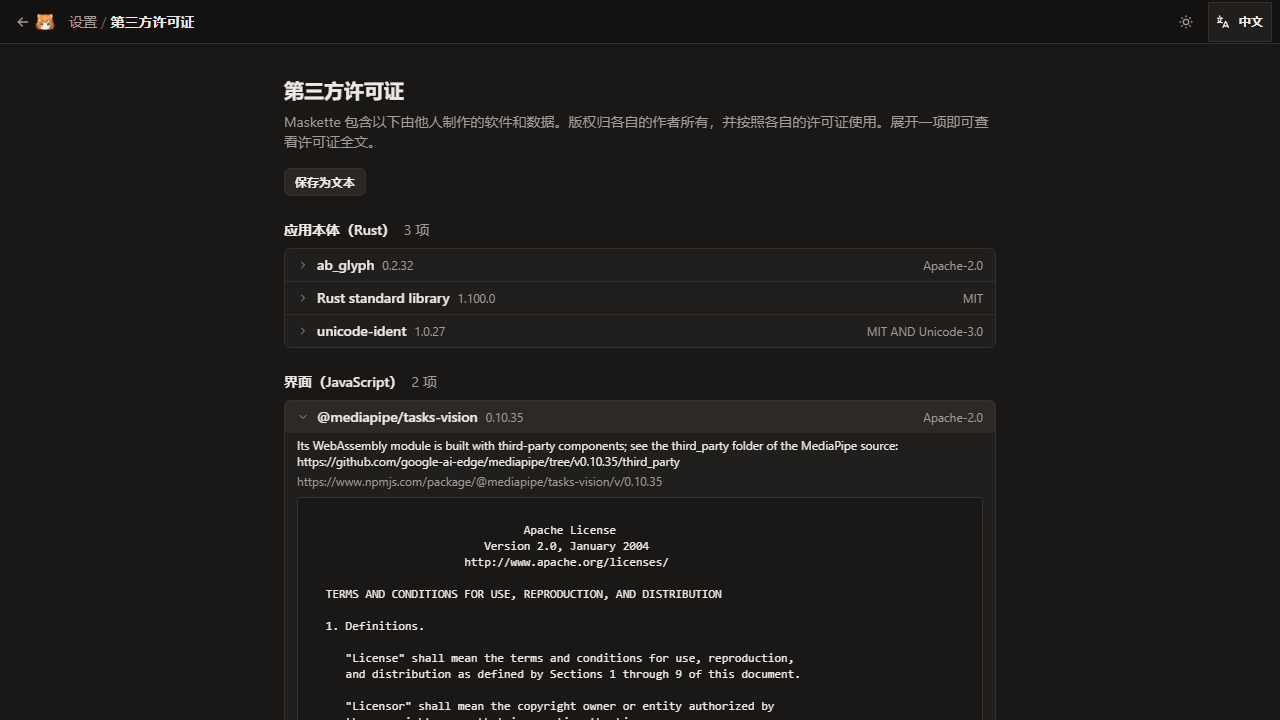 设置 / 第三方许可证
中文
第三方许可证
Maskette 包含以下由他人制作的软件和数据。版权归各自的作者所有，并按照各自的许可证使用。展开一项即可查
看许可证全文。
保存为文本
应用本体（Rust） 3 项
ab_glyph 0.2.32 Apache-2.0
Rust standard library 1.100.0 MIT
unicode-ident 1.0.27 MIT AND Unicode-3.0
界面（JavaScript） 2 项
@mediapipe/tasks-vision 0.10.35 Apache-2.0
Its WebAssembly module is built with third-party components; see the third_party folder of the MediaPipe source:
https://github.com/google-ai-edge/mediapipe/tree/v0.10.35/third_party
https://www.npmjs.com/package/@mediapipe/tasks-vision/v/0.10.35
Apache License
Version 2.0, January 2004
http://www.apache.org/licenses/
TERMS AND CONDITIONS FOR USE, REPRODUCTION, AND DISTRIBUTION
1. Definitions.
"License" shall mean the terms and conditions for use, reproduction,
and distribution as defined by Sections 1 through 9 of this document.
"Licensor" shall mean the copyright owner or entity authorized by